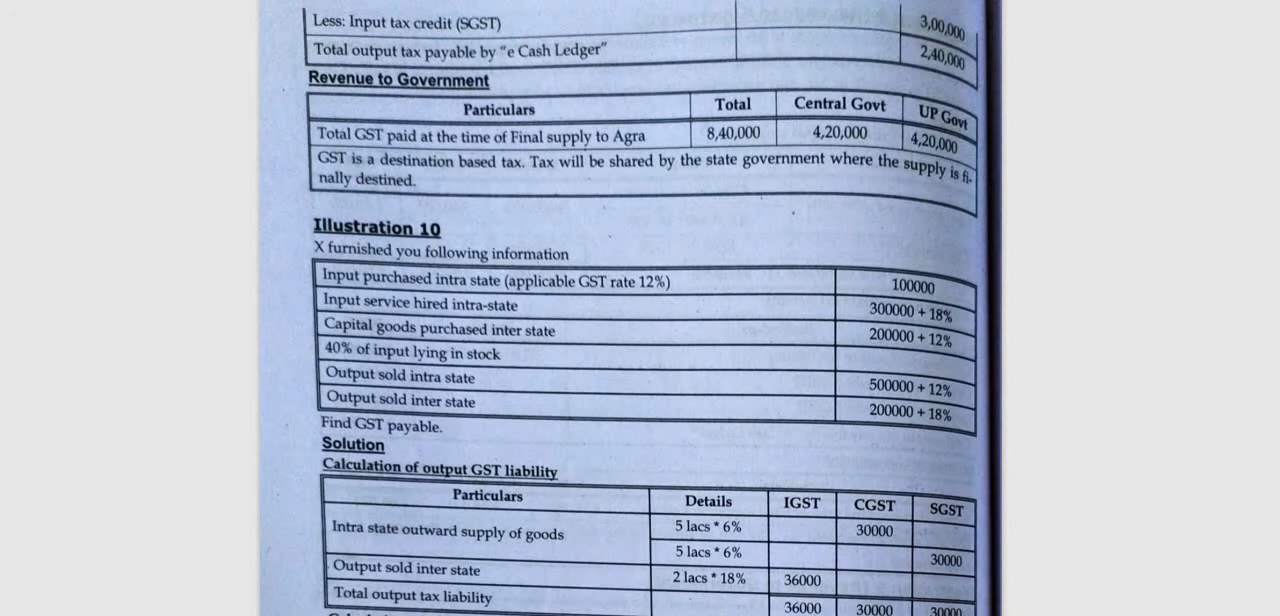 Less: Input tax credit (SGST) 3,00,000
Total output tax payable by "e Cash Ledger" 2,40,000
Revenue to Government
Particulars Total Central Govt UP Govt
Total GST paid at the time of Final supply to Agra 8,40,000 4,20,000 4,20,000
GST is a destination based tax. Tax will be shared by the state government where the supply is fi-
nally destined.
Illustration 10
X furnished you following information
Input purchased intra state (applicable GST rate 12%) 100000
Input service hired intra-state 300000 + 18%
Capital goods purchased inter state 200000 + 12%
40% of input lying in stock
Output sold intra state 500000 + 12%
Output sold inter state 200000 + 18%
Find GST payable.
Solution
Calculation of output GST liability
Particulars Details IGST CGST SGST
Intra state outward supply of goods 5 lacs * 6% 30000
5 lacs * 6% 30000
Output sold inter state 2 lacs * 18% 36000
Total output tax liability 36000 30000 30000